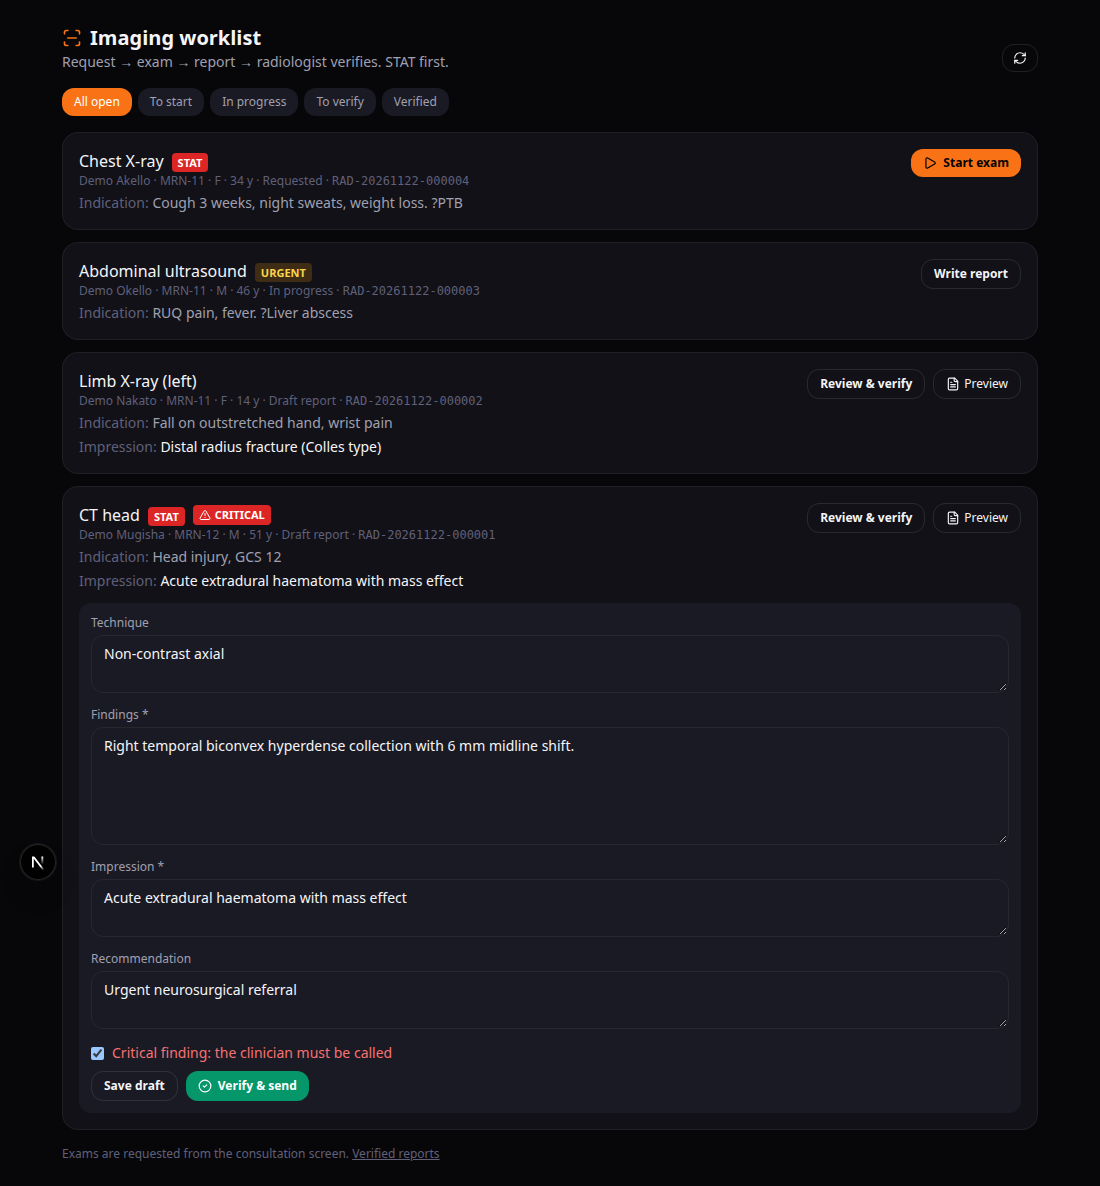 Imaging worklist
Request → exam → report → radiologist verifies. STAT first.
All open To start In progress To verify Verified
Chest X-ray STAT
Start exam
Demo Akello · MRN-11 · F · 34 y · Requested · RAD-20261122-000004
Indication: Cough 3 weeks, night sweats, weight loss. ?PTB
Abdominal ultrasound URGENT
Write report
Demo Okello · MRN-11 · M · 46 y · In progress · RAD-20261122-000003
Indication: RUQ pain, fever. ?Liver abscess
Limb X-ray (left)
Review & verify Preview
Demo Nakato · MRN-11 · F · 14 y · Draft report · RAD-20261122-000002
Indication: Fall on outstretched hand, wrist pain
Impression: Distal radius fracture (Colles type)
CT head STAT CRITICAL
Review & verify Preview
Demo Mugisha · MRN-12 · M · 51 y · Draft report · RAD-20261122-000001
Indication: Head injury, GCS 12
Impression: Acute extradural haematoma with mass effect
Technique
Non-contrast axial
Findings *
Right temporal biconvex hyperdense collection with 6 mm midline shift.
N
Impression *
Acute extradural haematoma with mass effect
Recommendation
Urgent neurosurgical referral
Critical finding: the clinician must be called
Save draft Verify & send
Exams are requested from the consultation screen. Verified reports